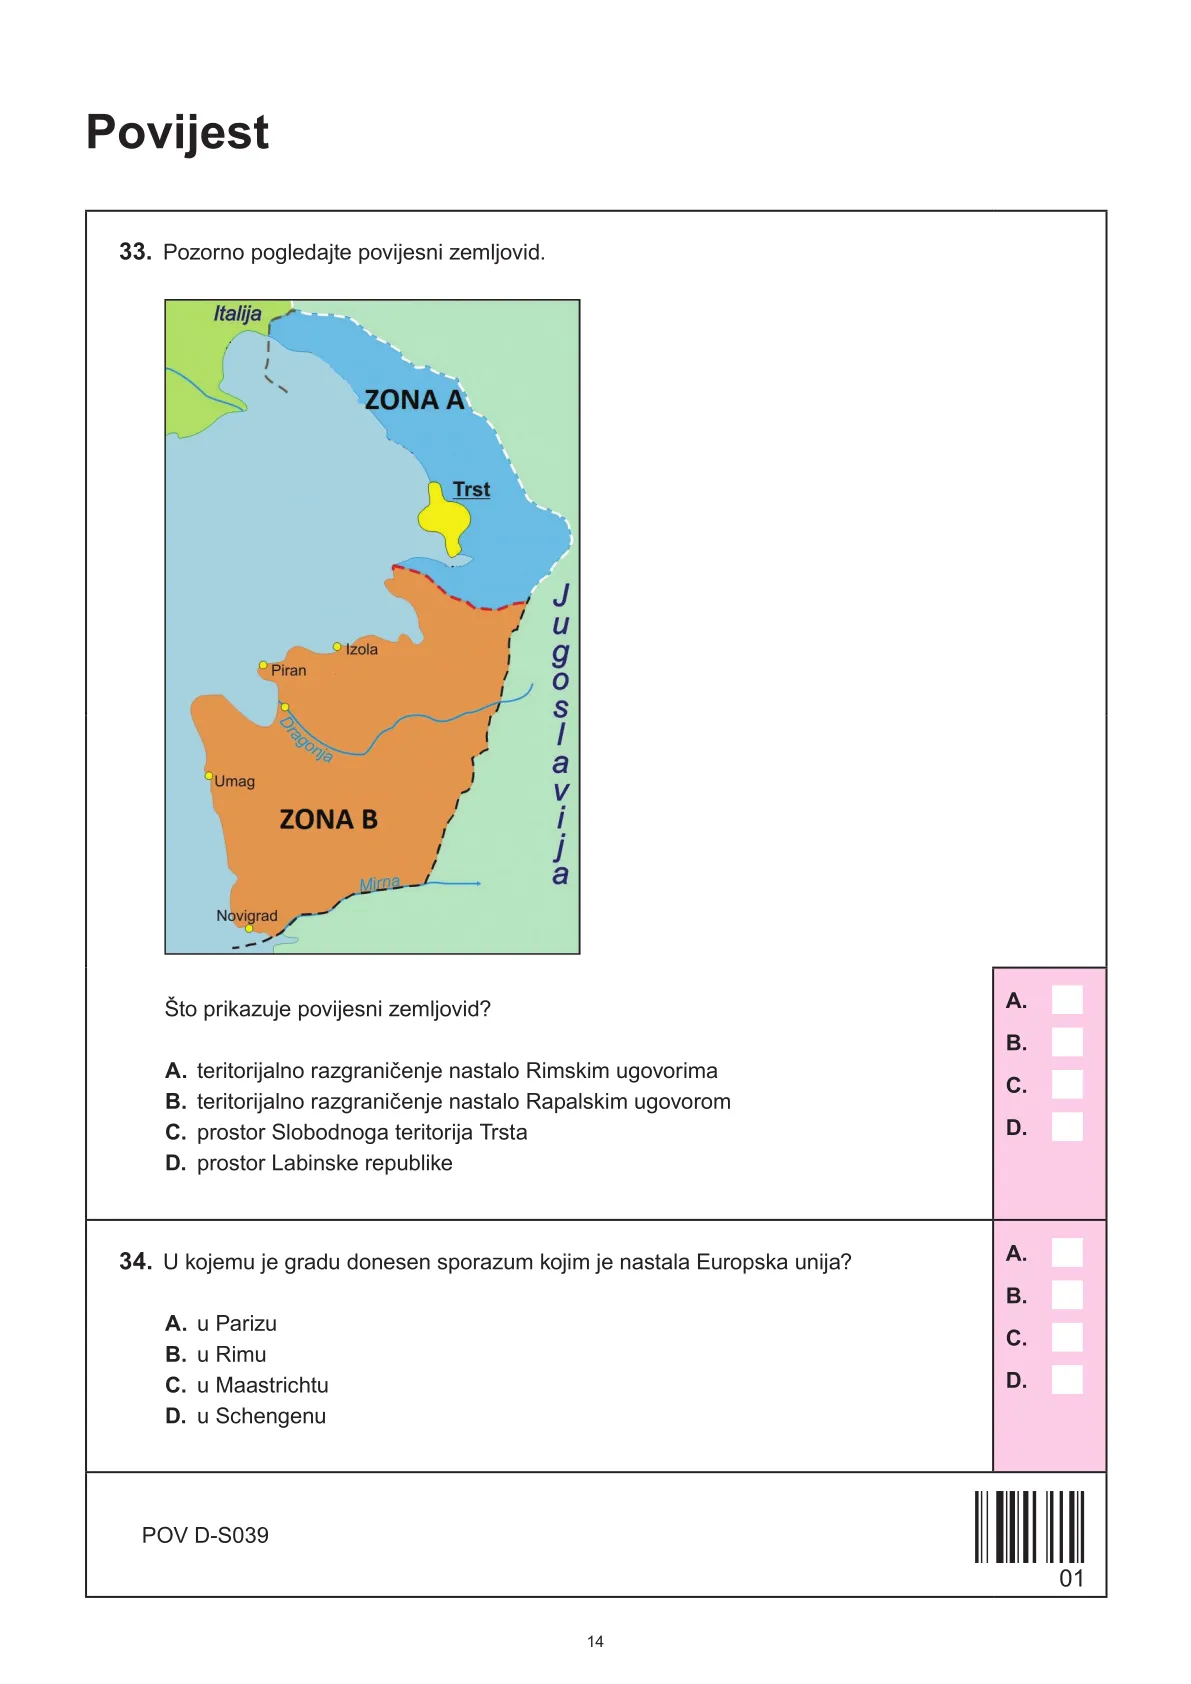 Povijest
33. Pozorno pogledajte povijesni zemljovid.
Italija
ZONA A
Trst
Jugoslavija
Izola
Piran
Dragonja
Umag
ZONA B
Mirna
Novigrad
Što prikazuje povijesni zemljovid?
A. teritorijalno razgraničenje nastalo Rimskim ugovorima
B. teritorijalno razgraničenje nastalo Rapalskim ugovorom
C. prostor Slobodnoga teritorija Trsta
D. prostor Labinske republike
A.
B.
C.
D.
34. U kojemu je gradu donesen sporazum kojim je nastala Europska unija?
A. u Parizu
B. u Rimu
C. u Maastrichtu
D. u Schengenu
A.
B.
C.
D.
POV D-S039
01
14